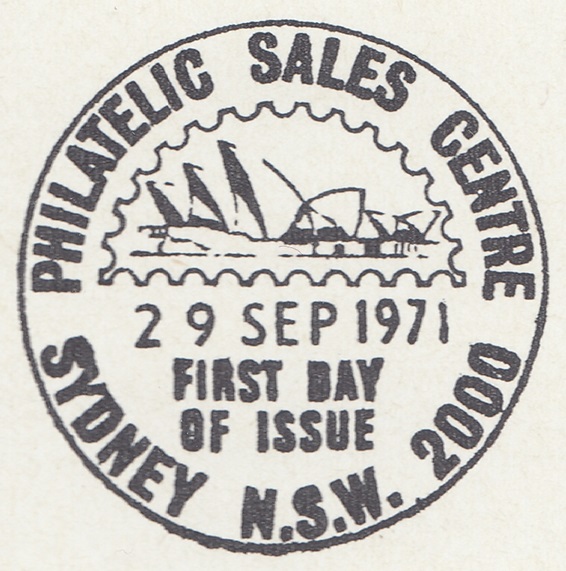 PHILATELIC SALES CENTRE
29 SEP 1971
FIRST DAY
OF ISSUE
SYDNEY N.S.W. 2000